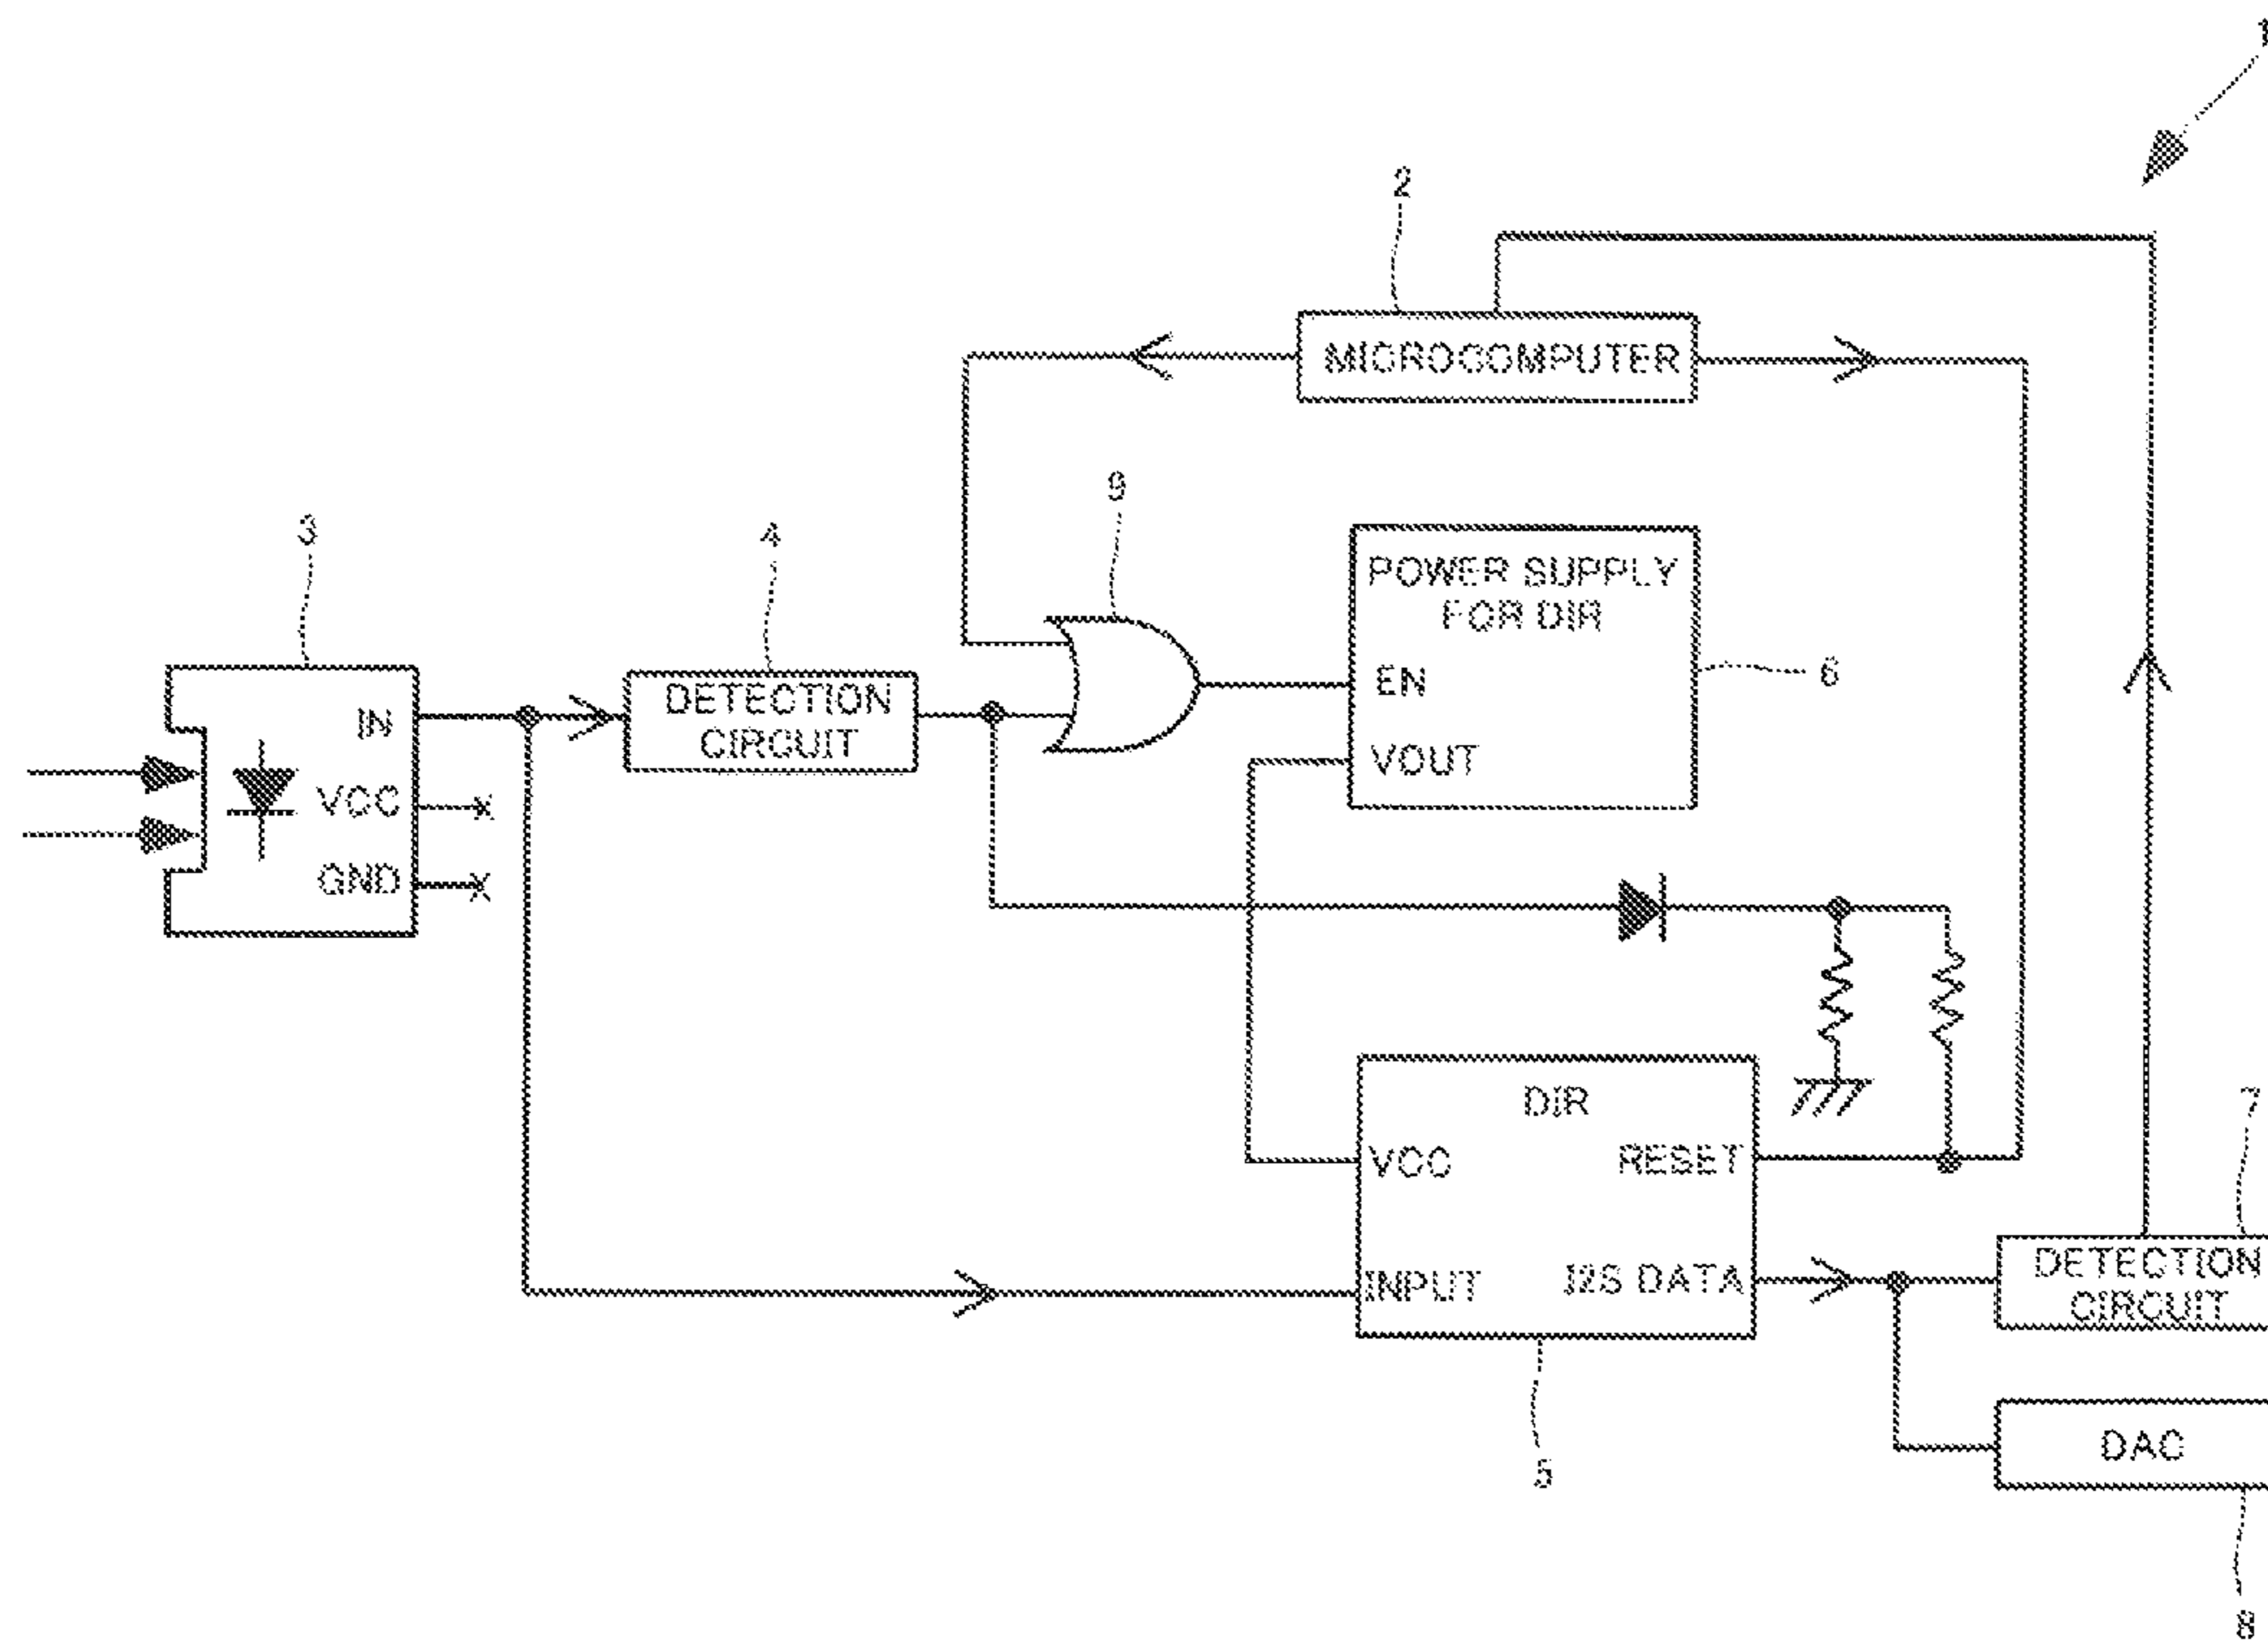 1
2
MICROCOMPUTER
9
POWER SUPPLY
FOR DIR
EN
VOUT
6
3
IN
VCC
GND
4
DETECTION
CIRCUIT
DIR
VCC
RESET
INPUT
I2S DATA
5
7
DETECTION
CIRCUIT
DAC
8